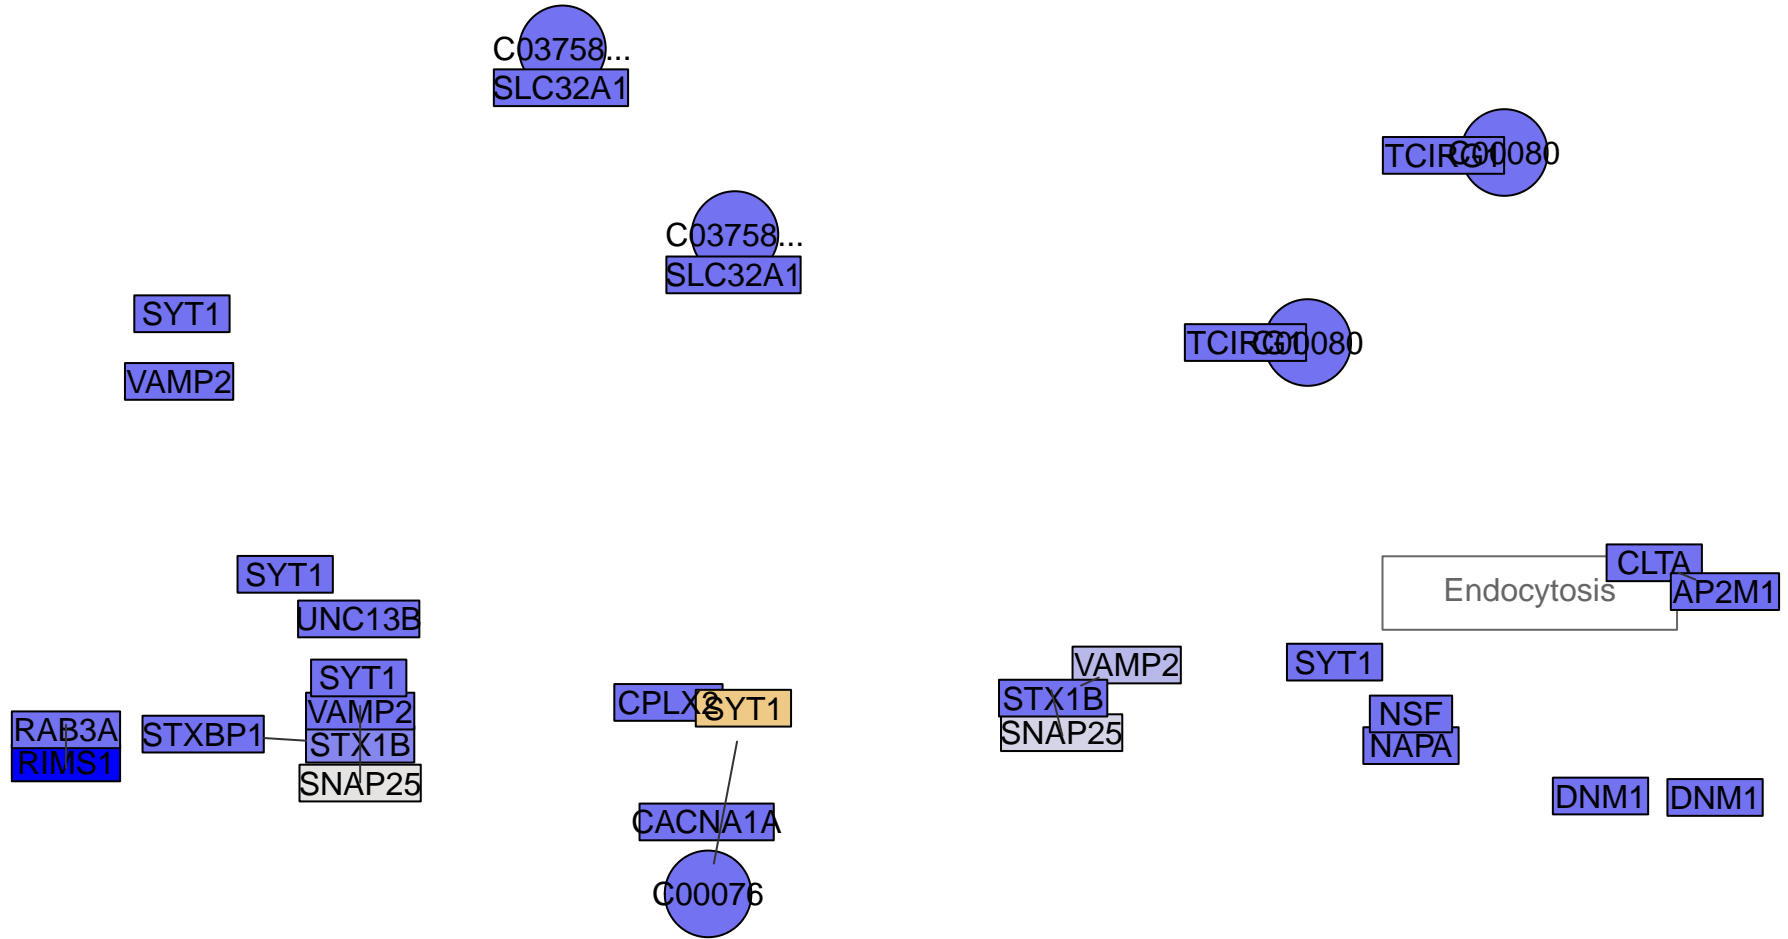 C03758...
SLC32A1
TCIRG1
C00080
C03758...
SLC32A1
SYT1
TCIRG1
C00080
VAMP2
SYT1
CLTA
Endocytosis
AP2M1
UNC13B
SYT1
VAMP2
SYT1
STX1B
CPLX2
SYT1
VAMP2
NSF
RAB3A
STXBP1
STX1B
SNAP25
NAPA
RIMS1
SNAP25
DNM1
DNM1
CACNA1A
C00076